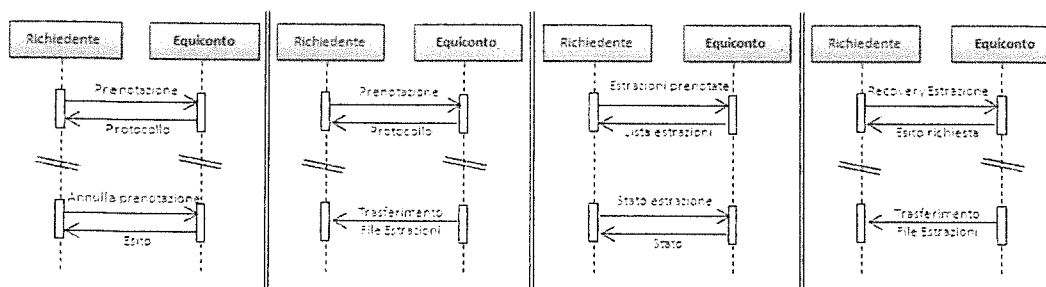 Richiedente
Equiconto
Prenotazione
Protocollo
Annulla prenotazione
Esito
Richiedente
Equiconto
Prenotazione
Protocollo
Trasferimento
File Estrazioni
Richiedente
Equiconto
Estrazioni prenotate
Lista estrazioni
Stato estrazione
Stato
Richiedente
Equiconto
Recovery Estrazione
Esito richiesta
Trasferimento
File Estrazioni